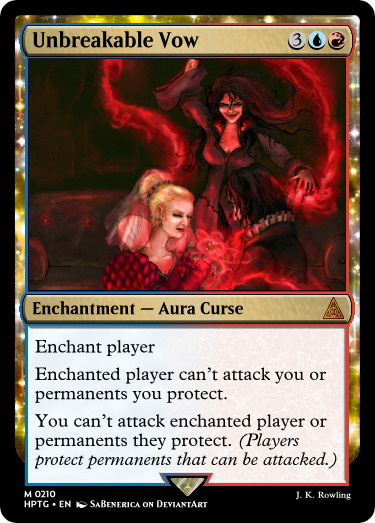 Unbreakable Vow 3
Enchantment — Aura Curse
Enchant player
Enchanted player can't attack you or
permanents you protect.
You can't attack enchanted player or
permanents they protect. (Players
protect permanents that can be attacked.)
M 0210
HPTG • EN SaBenerica on DeviantArt
J. K. Rowling